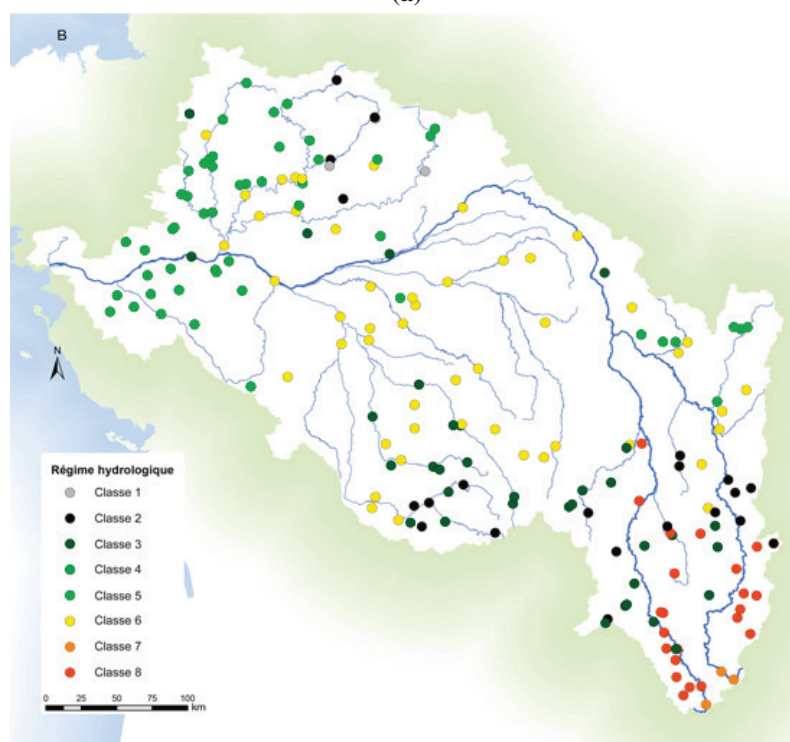 (a)
B
N
Régime hydrologique
Classe 1
Classe 2
Classe 3
Classe 4
Classe 5
Classe 6
Classe 7
Classe 8
0 25 50 75 100
km